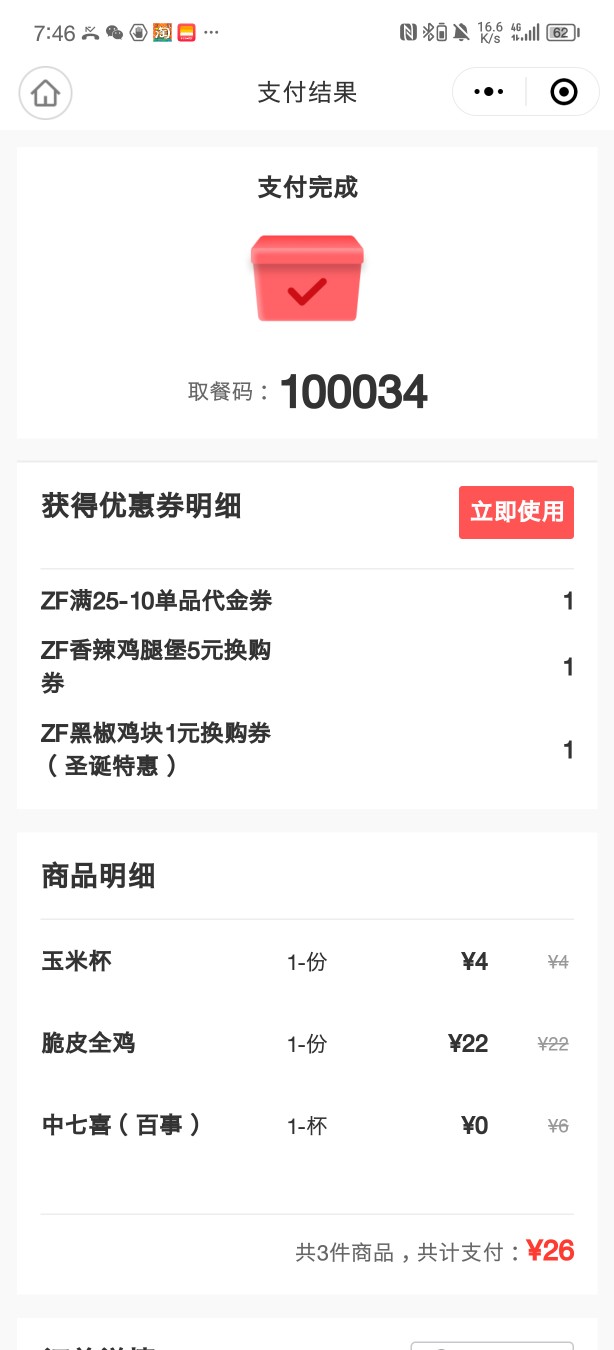 7:46 ··· 16.6 K/s 4G 62
支付结果
支付完成
取餐码：100034
获得优惠券明细 立即使用
ZF满25-10单品代金券 1
ZF香辣鸡腿堡5元换购
券 1
ZF黑椒鸡块1元换购券
（圣诞特惠） 1
商品明细
玉米杯 1-份 ¥4 ¥4
脆皮全鸡 1-份 ¥22 ¥22
中七喜（百事） 1-杯 ¥0 ¥6
共3件商品，共计支付：¥26